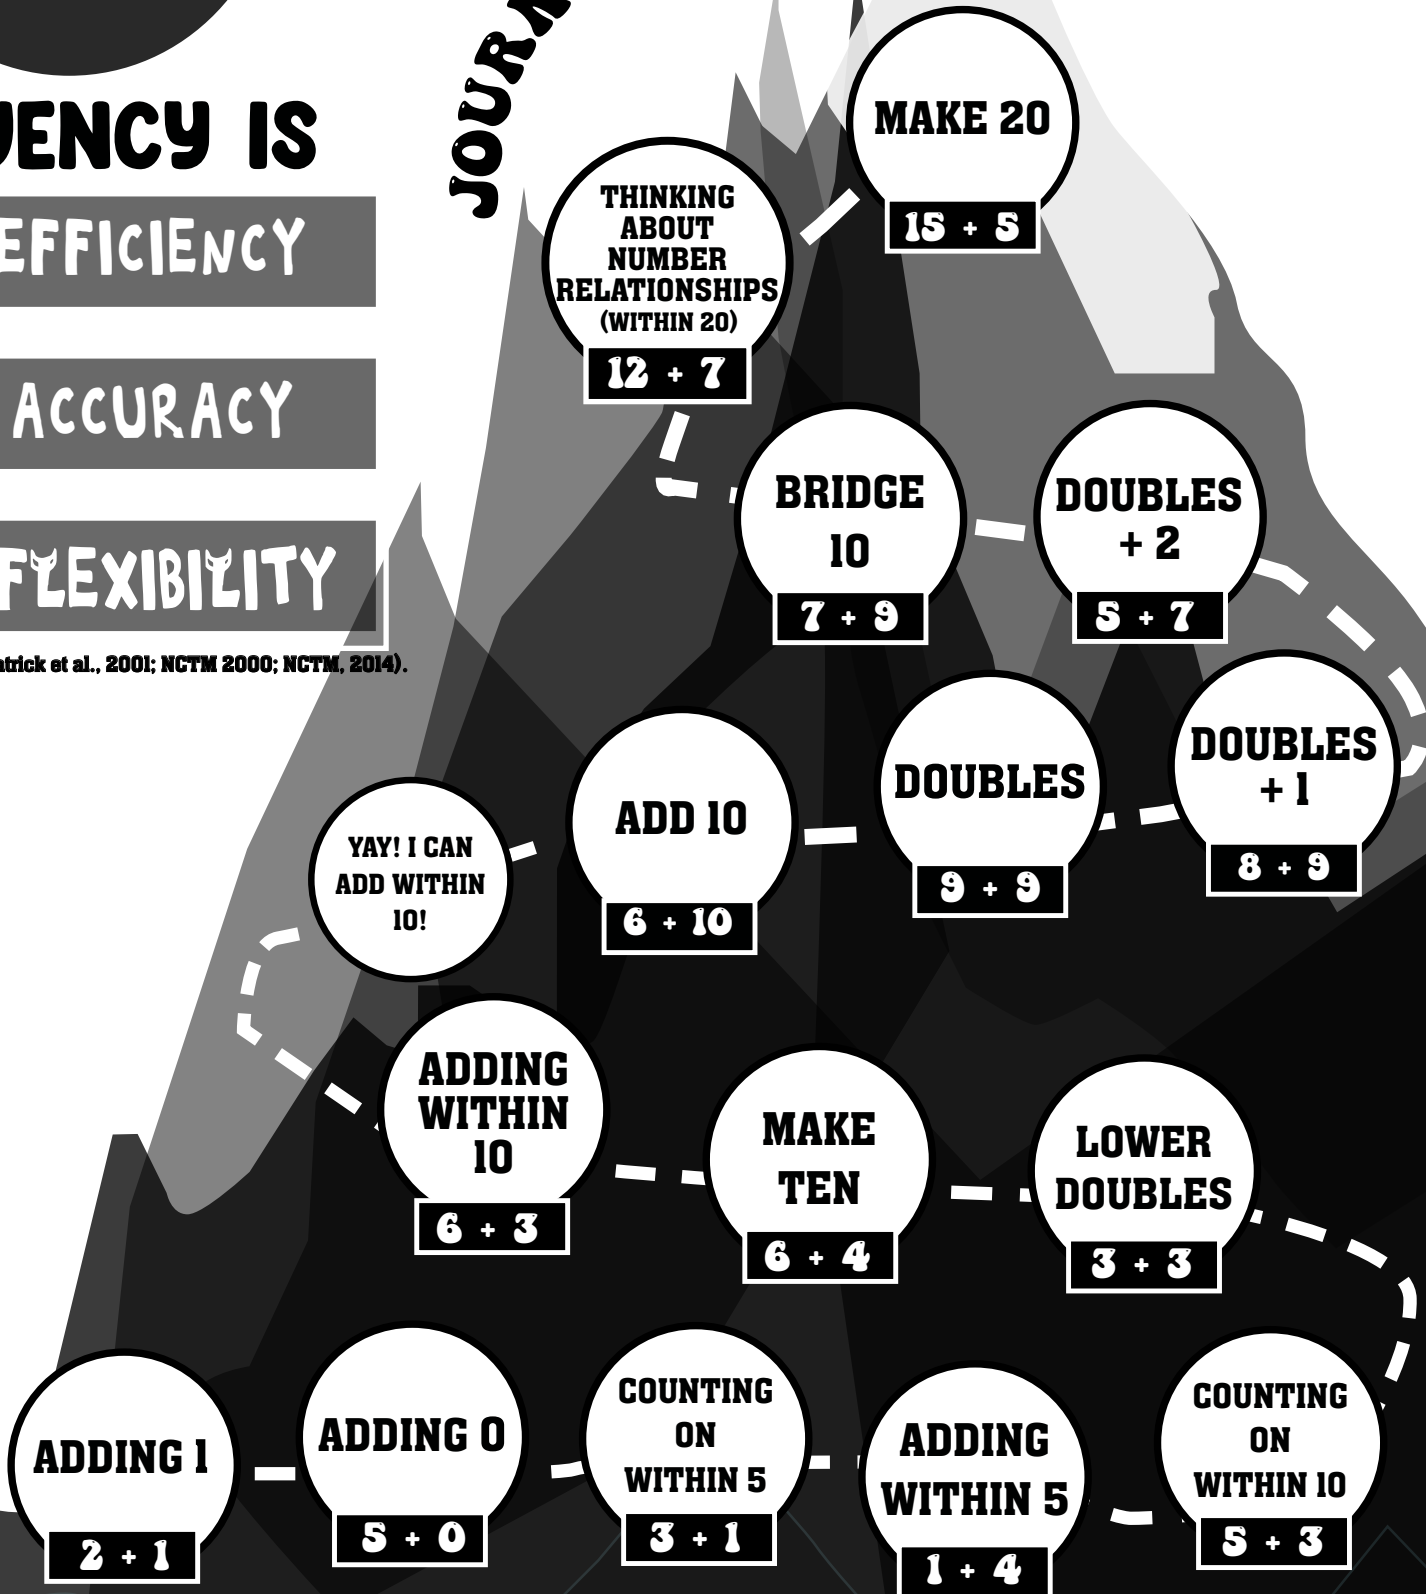 IS
EFFICIENCY
ACCURACY
FLEXIBILITY
et al., 2001; NCTM 2000; NCTM, 2014).
MAKE 20
15 + 5
THINKING
ABOUT
NUMBER
RELATIONSHIPS
(WITHIN 20)
12 + 7
BRIDGE
10
7 + 9
DOUBLES
+ 2
5 + 7
DOUBLES
+ 1
8 + 9
DOUBLES
9 + 9
ADD 10
6 + 10
YAY! I CAN
ADD WITHIN
10!
ADDING
WITHIN
10
6 + 3
MAKE
TEN
6 + 4
LOWER
DOUBLES
3 + 3
ADDING 1
2 + 1
ADDING 0
5 + 0
COUNTING
ON
WITHIN 5
3 + 1
ADDING
WITHIN 5
1 + 4
COUNTING
ON
WITHIN 10
5 + 3